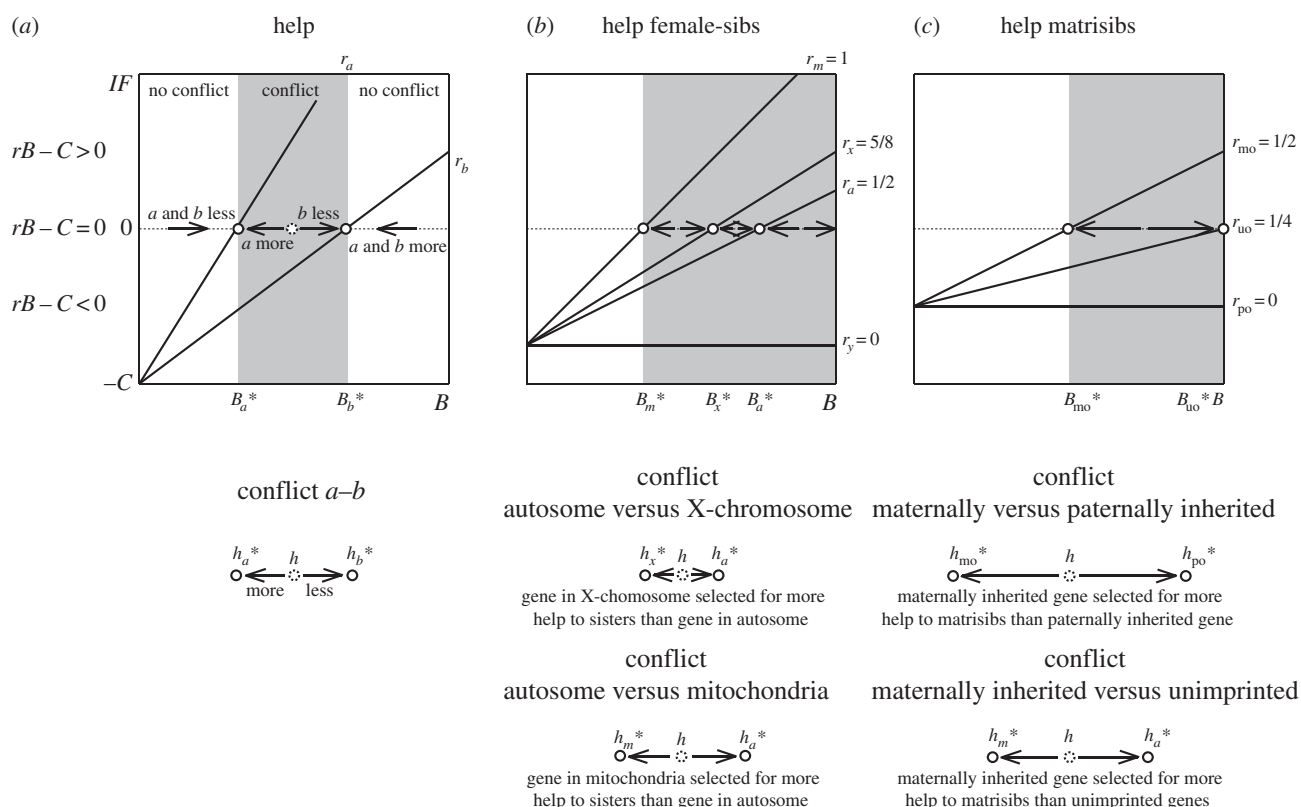 (a) help
IF
r_a
no conflict
conflict
no conflict
rB – C > 0
r_b
a and b less
b less
rB – C = 0 0
a more
a and b more
rB – C < 0
–C
B_a*
B_b*
B
conflict a–b
h_a*
h
h_b*
more
less
(b) help female-sibs
r_m = 1
r_x = 5/8
r_a = 1/2
r_y = 0
B_m*
B_x*
B_a*
B
conflict
autosome versus X-chromosome
h_x*
h
h_a*
gene in X-chomosome selected for more
help to sisters than gene in autosome
conflict
autosome versus mitochondria
h_m*
h
h_a*
gene in mitochondria selected for more
help to sisters than gene in autosome
(c) help matrisibs
r_mo = 1/2
r_uo = 1/4
r_po = 0
B_mo*
B_uo*
B
conflict
maternally versus paternally inherited
h_mo*
h
h_po*
maternally inherited gene selected for more
help to matrisibs than paternally inherited gene
conflict
maternally inherited versus unimprinted
h_m*
h
h_a*
maternally inherited gene selected for more
help to matrisibs than unimprinted genes